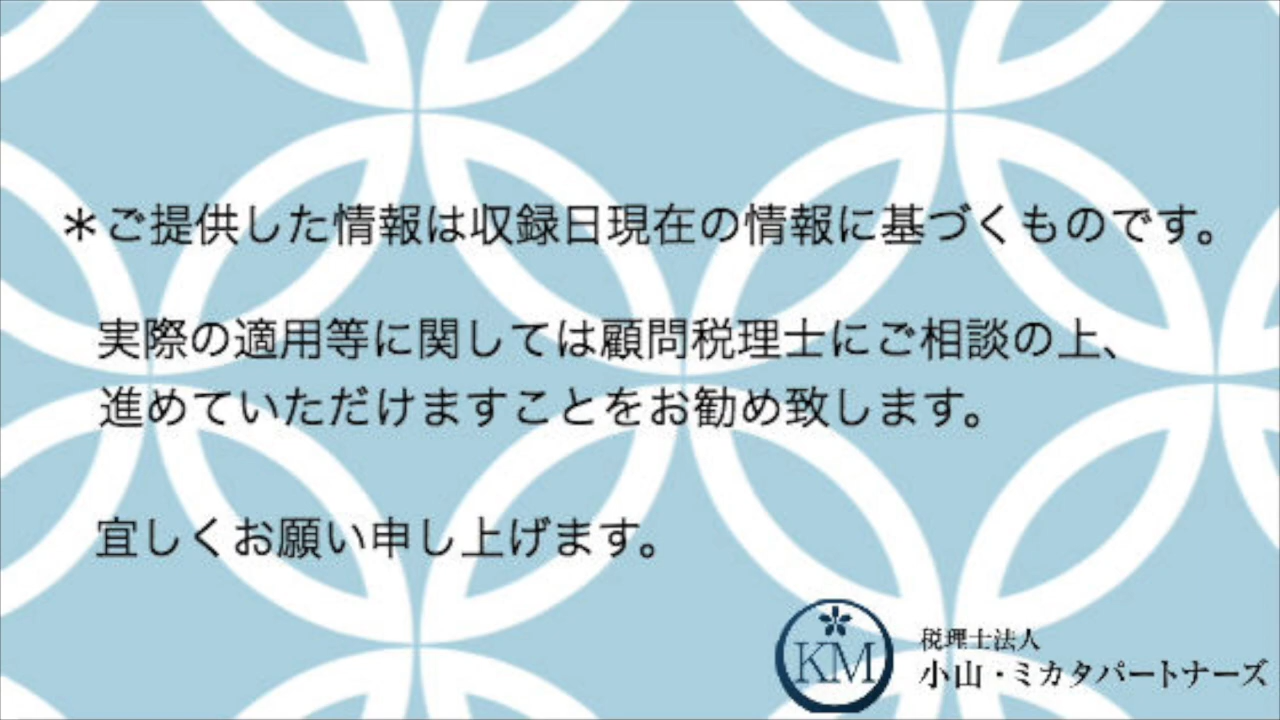 ＊ご提供した情報は収録日現在の情報に基づくものです。
実際の適用等に関しては顧問税理士にご相談の上、
進めていただけますことをお勧め致します。
宜しくお願い申し上げます。
KM
税理士法人
小山・ミカタパートナーズ